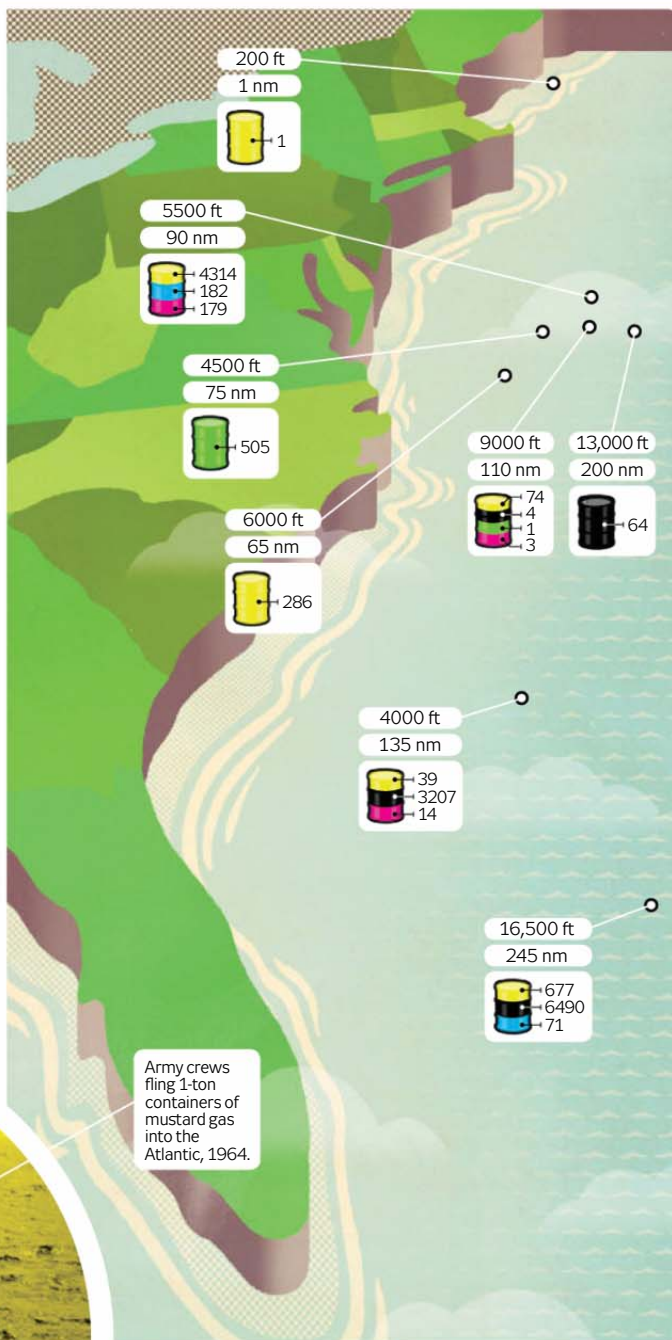 200 ft
1 nm
1
5500 ft
90 nm
4314
182
179
4500 ft
75 nm
505
9000 ft
110 nm
74
4
1
3
13,000 ft
200 nm
64
6000 ft
65 nm
286
4000 ft
135 nm
39
3207
14
16,500 ft
245 nm
677
6490
71
Army crews
fling 1-ton
containers of
mustard gas
into the
Atlantic, 1964.